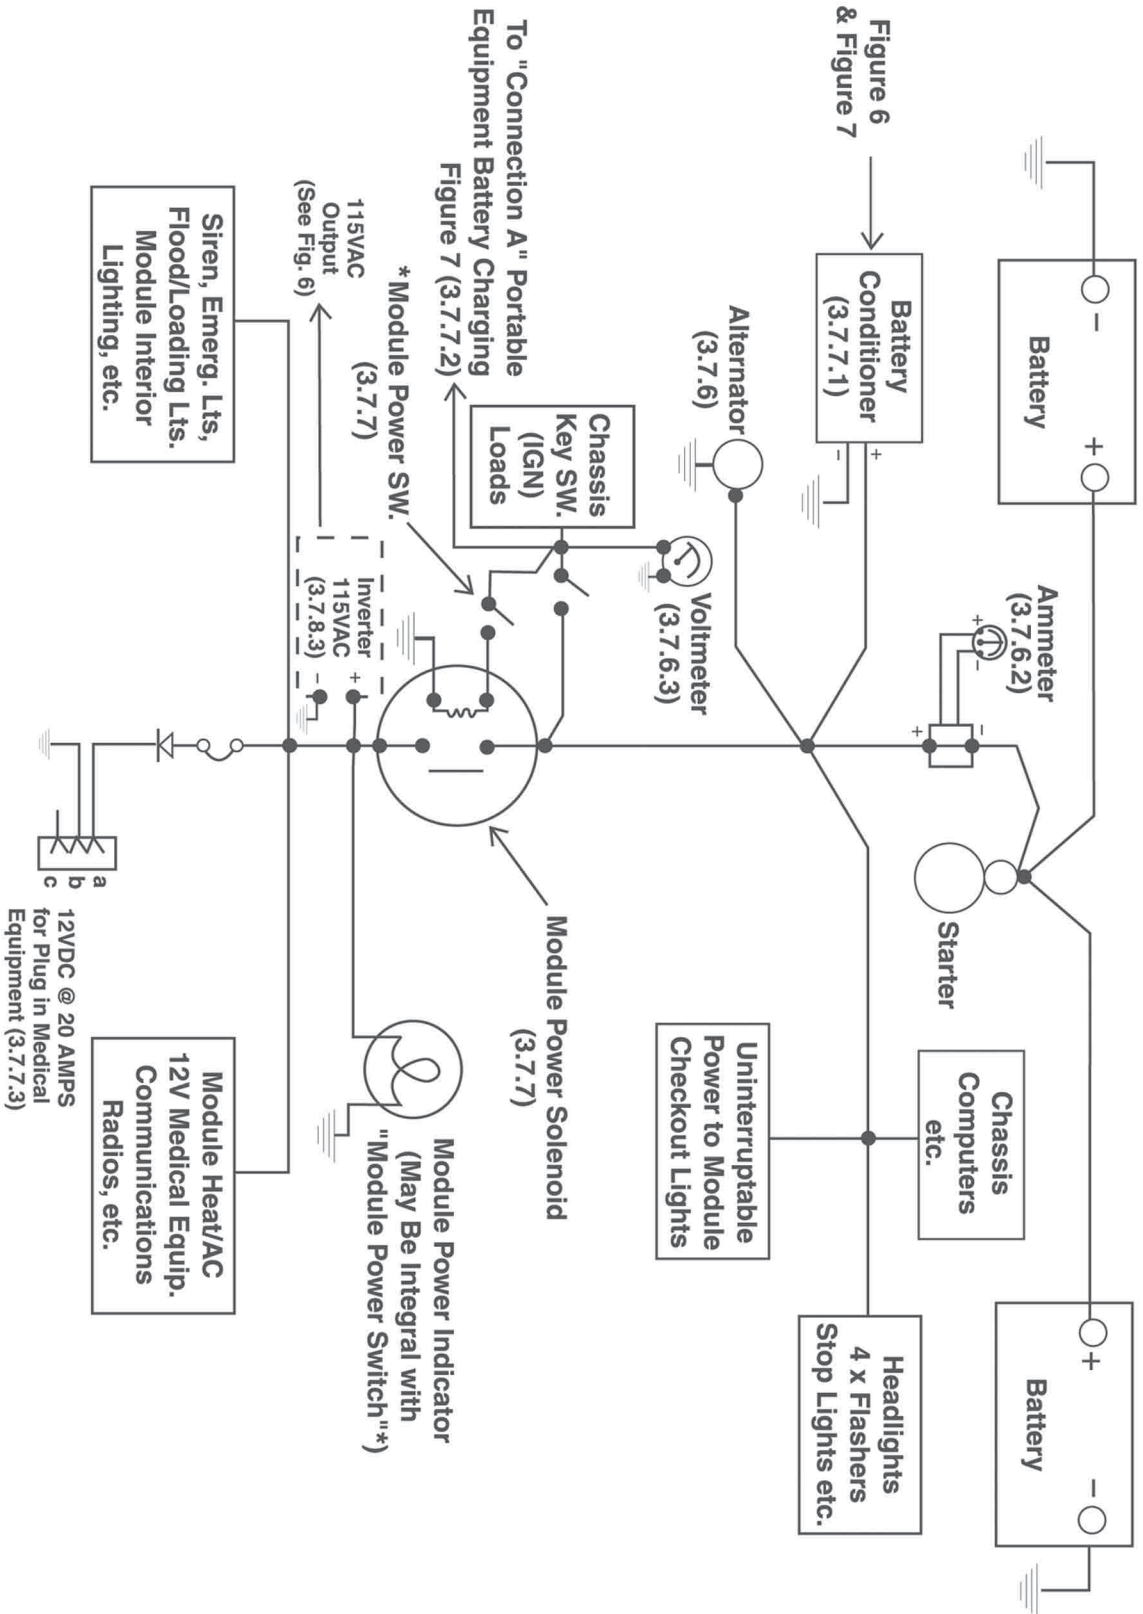 Battery
−
+
Battery
+
−
Ammeter
(3.7.6.2)
+
−
+
−
Starter
Figure 6
& Figure 7
Battery
Conditioner
(3.7.7.1)
+
−
Chassis
Computers
etc.
Headlights
4 x Flashers
Stop Lights etc.
Alternator
(3.7.6)
Uninterruptable
Power to Module
Checkout Lights
Voltmeter
(3.7.6.3)
To "Connection A" Portable
Equipment Battery Charging
Figure 7 (3.7.7.2)
Chassis
Key SW.
(IGN)
Loads
*Module Power SW.
(3.7.7)
Module Power Solenoid
(3.7.7)
Module Power Indicator
(May Be Integral with
"Module Power Switch"*)
115VAC
Output
(See Fig. 6)
Inverter
115VAC
(3.7.8.3)
+
−
Siren, Emerg. Lts,
Flood/Loading Lts.
Module Interior
Lighting, etc.
Module Heat/AC
12V Medical Equip.
Communications
Radios, etc.
a
b
c
12VDC @ 20 AMPS
for Plug in Medical
Equipment (3.7.7.3)